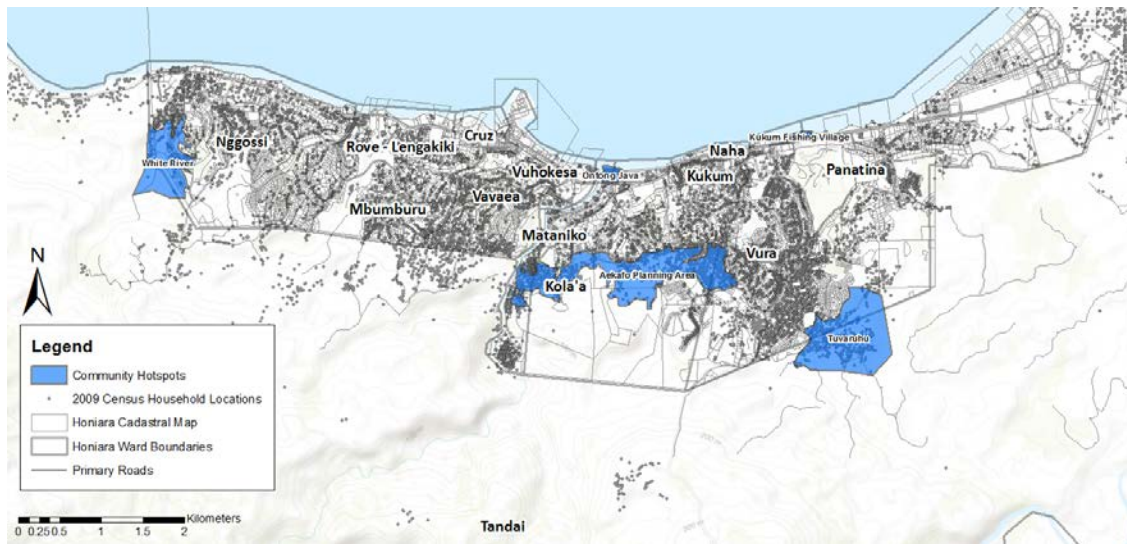 Cruz
Nggossi
Rove - Lengakiki
Kukum Fishing Village
Naha
White River
Vuhokesa
Ontong Java
Kukum
Panatina
Vavaea
Mbumburu
Mataniko
Vura
Aekafo Planning Area
Kola'a
Tuvaruhu
N
Legend
Community Hotspots
2009 Census Household Locations
Honiara Cadastral Map
Honiara Ward Boundaries
Primary Roads
Kilometers
0 0.25 0.5 1 1.5 2
Tandai